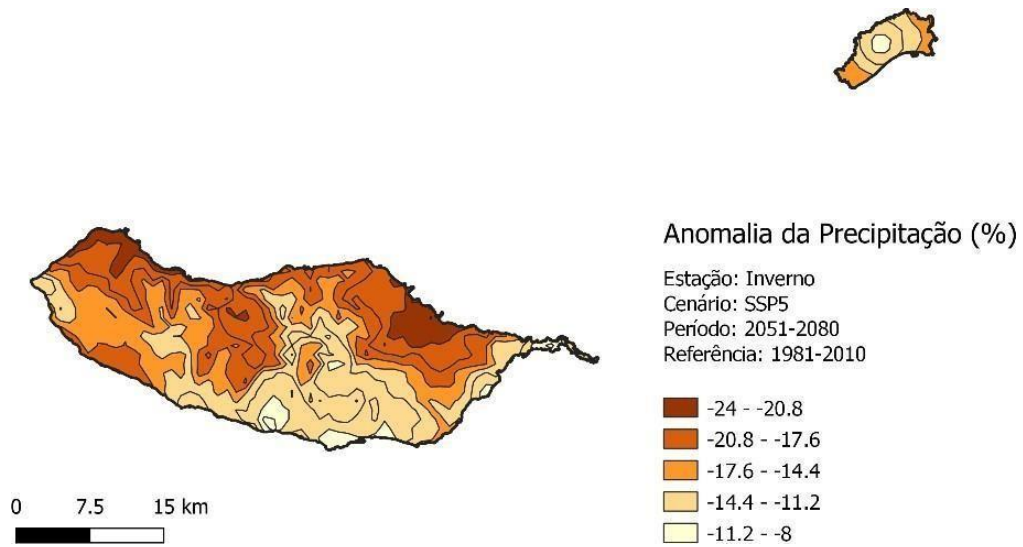 Anomalia da Precipitação (%)
Estação: Inverno
Cenário: SSP5
Período: 2051-2080
Referência: 1981-2010
-24 - -20.8
-20.8 - -17.6
-17.6 - -14.4
-14.4 - -11.2
-11.2 - -8
0 7.5 15 km